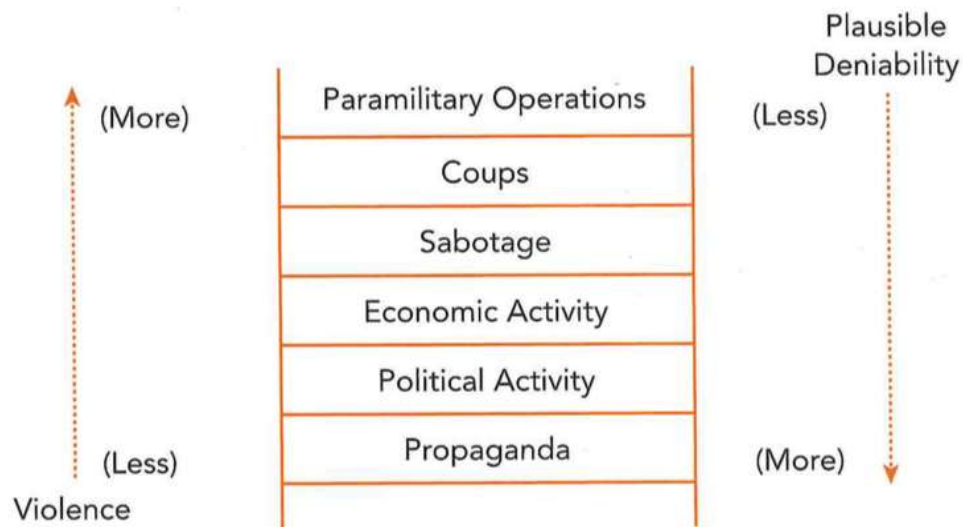 Plausible
Deniability
(More)
Paramilitary Operations
(Less)
Coups
Sabotage
Economic Activity
Political Activity
Propaganda
(Less)
(More)
Violence